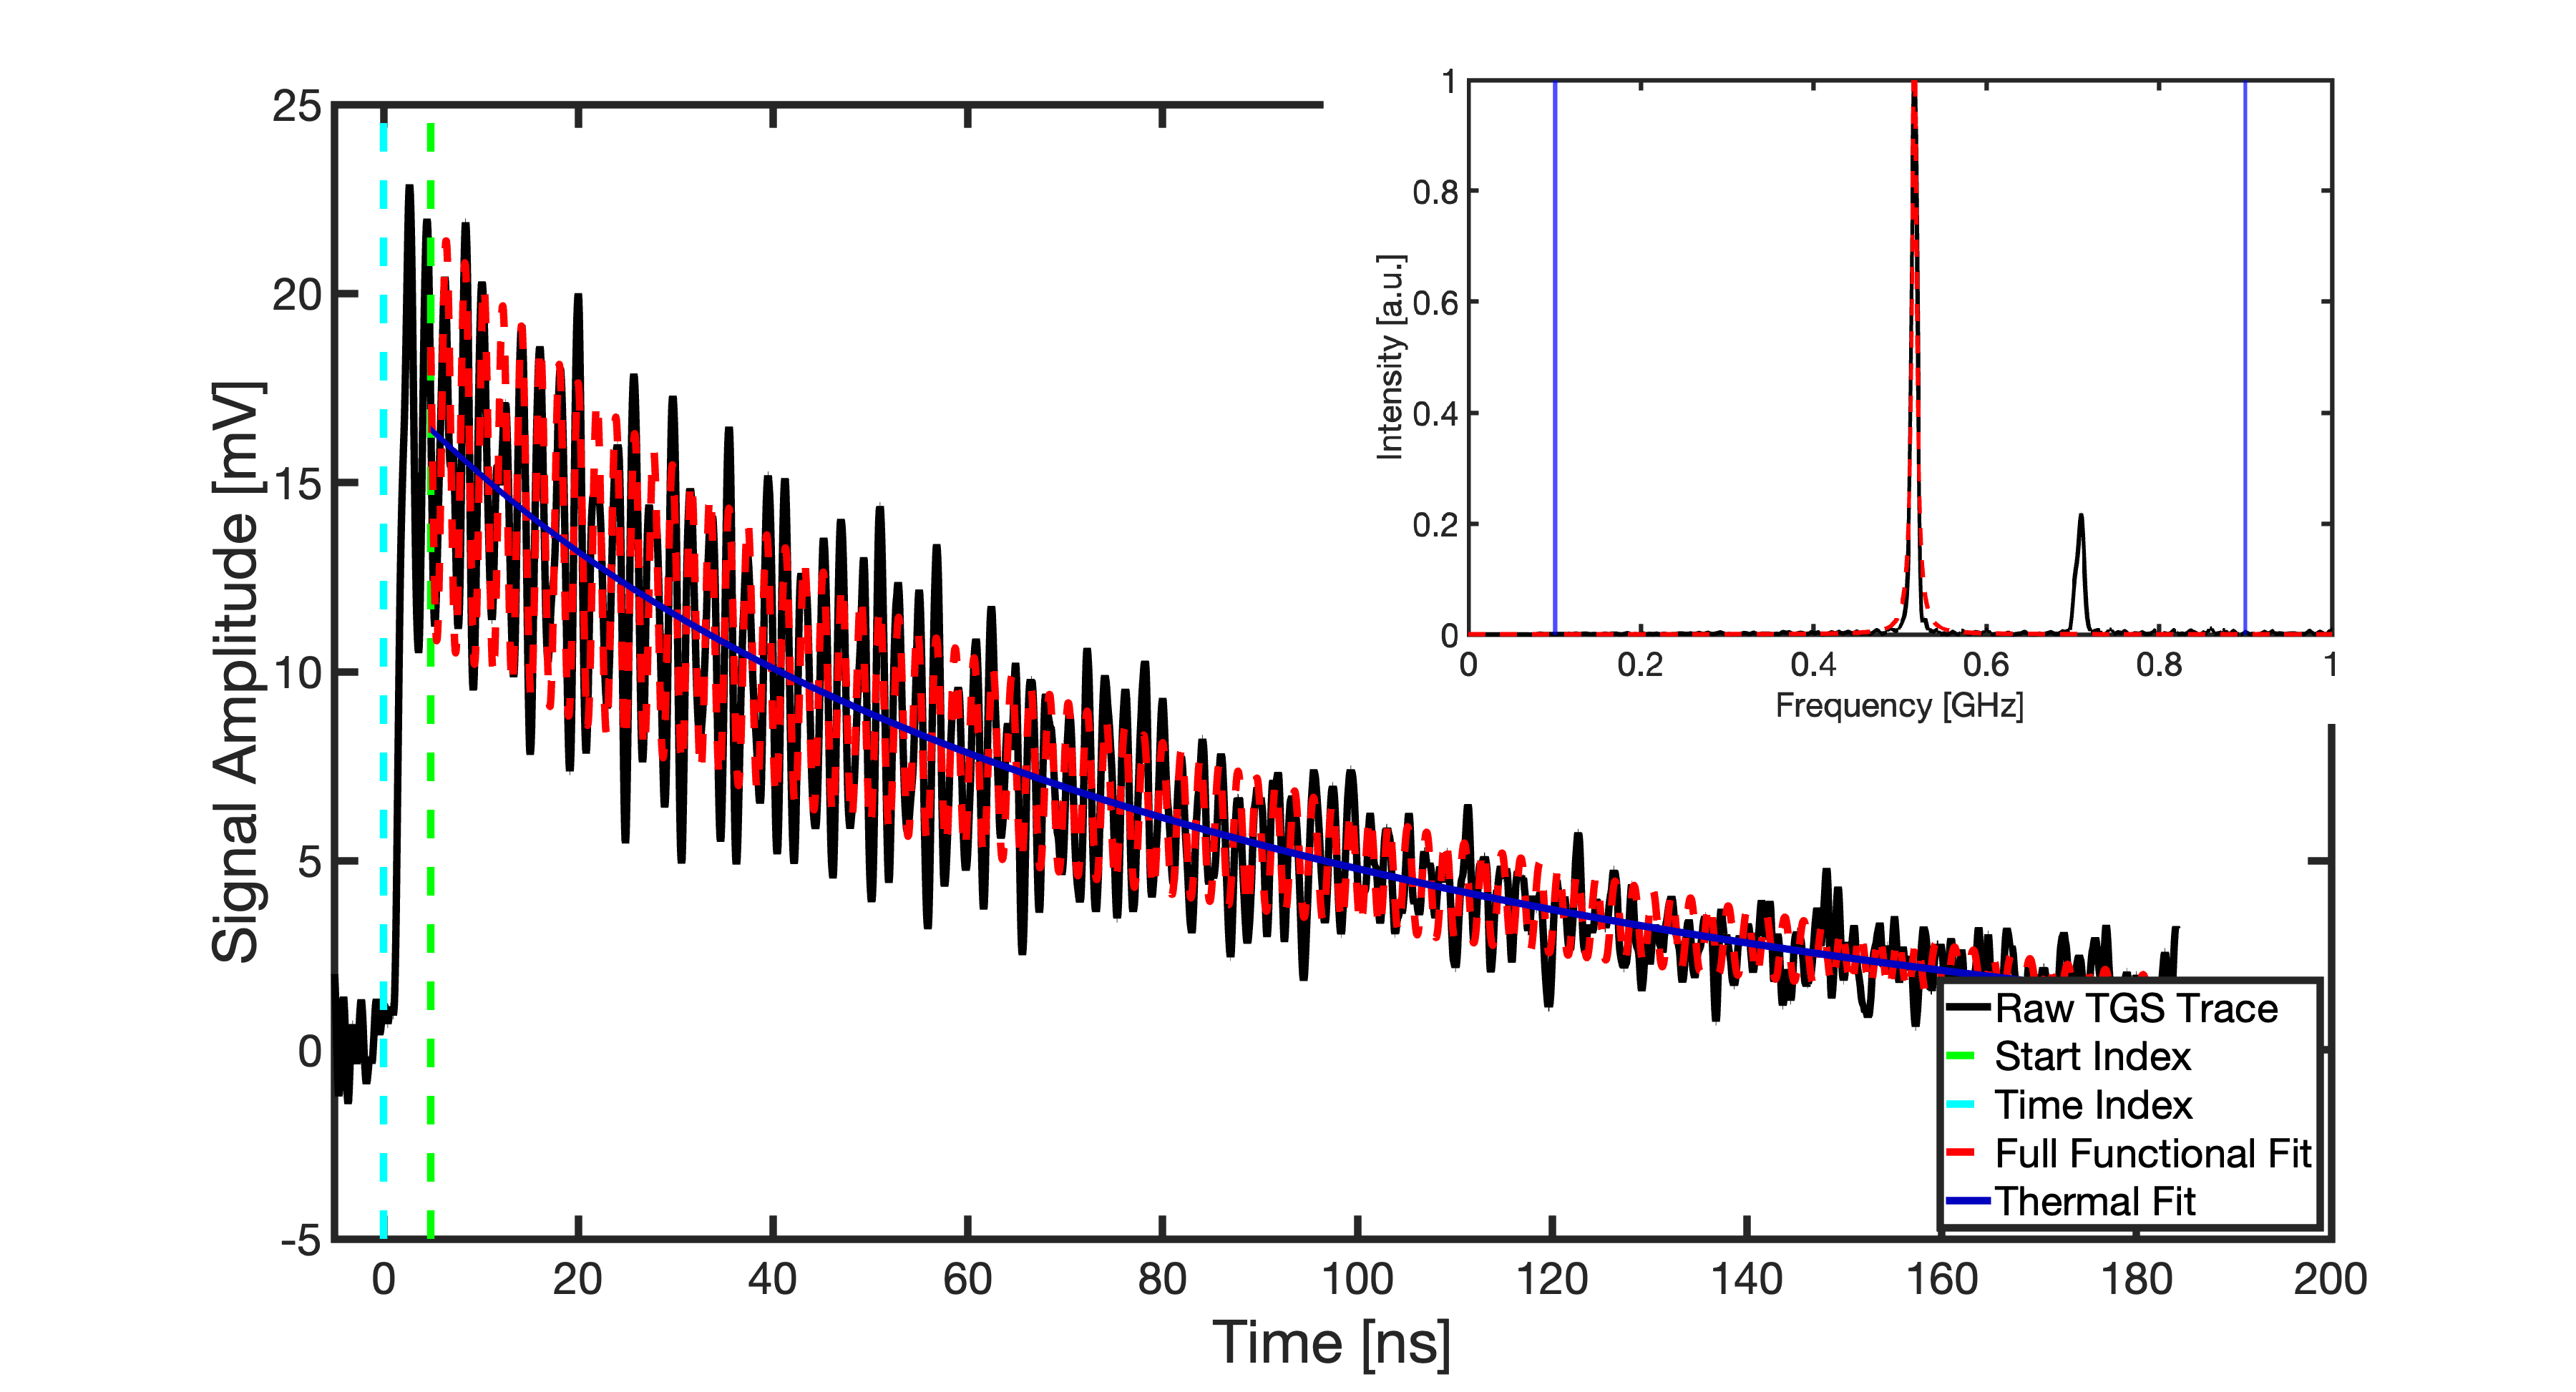 25
20
15
10
5
0
-5
Signal Amplitude [mV]
0 20 40 60 80 100 120 140 160 180 200
Time [ns]
1
0.8
0.6
0.4
0.2
0
Intensity [a.u.]
0 0.2 0.4 0.6 0.8 1
Frequency [GHz]
Raw TGS Trace
Start Index
Time Index
Full Functional Fit
Thermal Fit